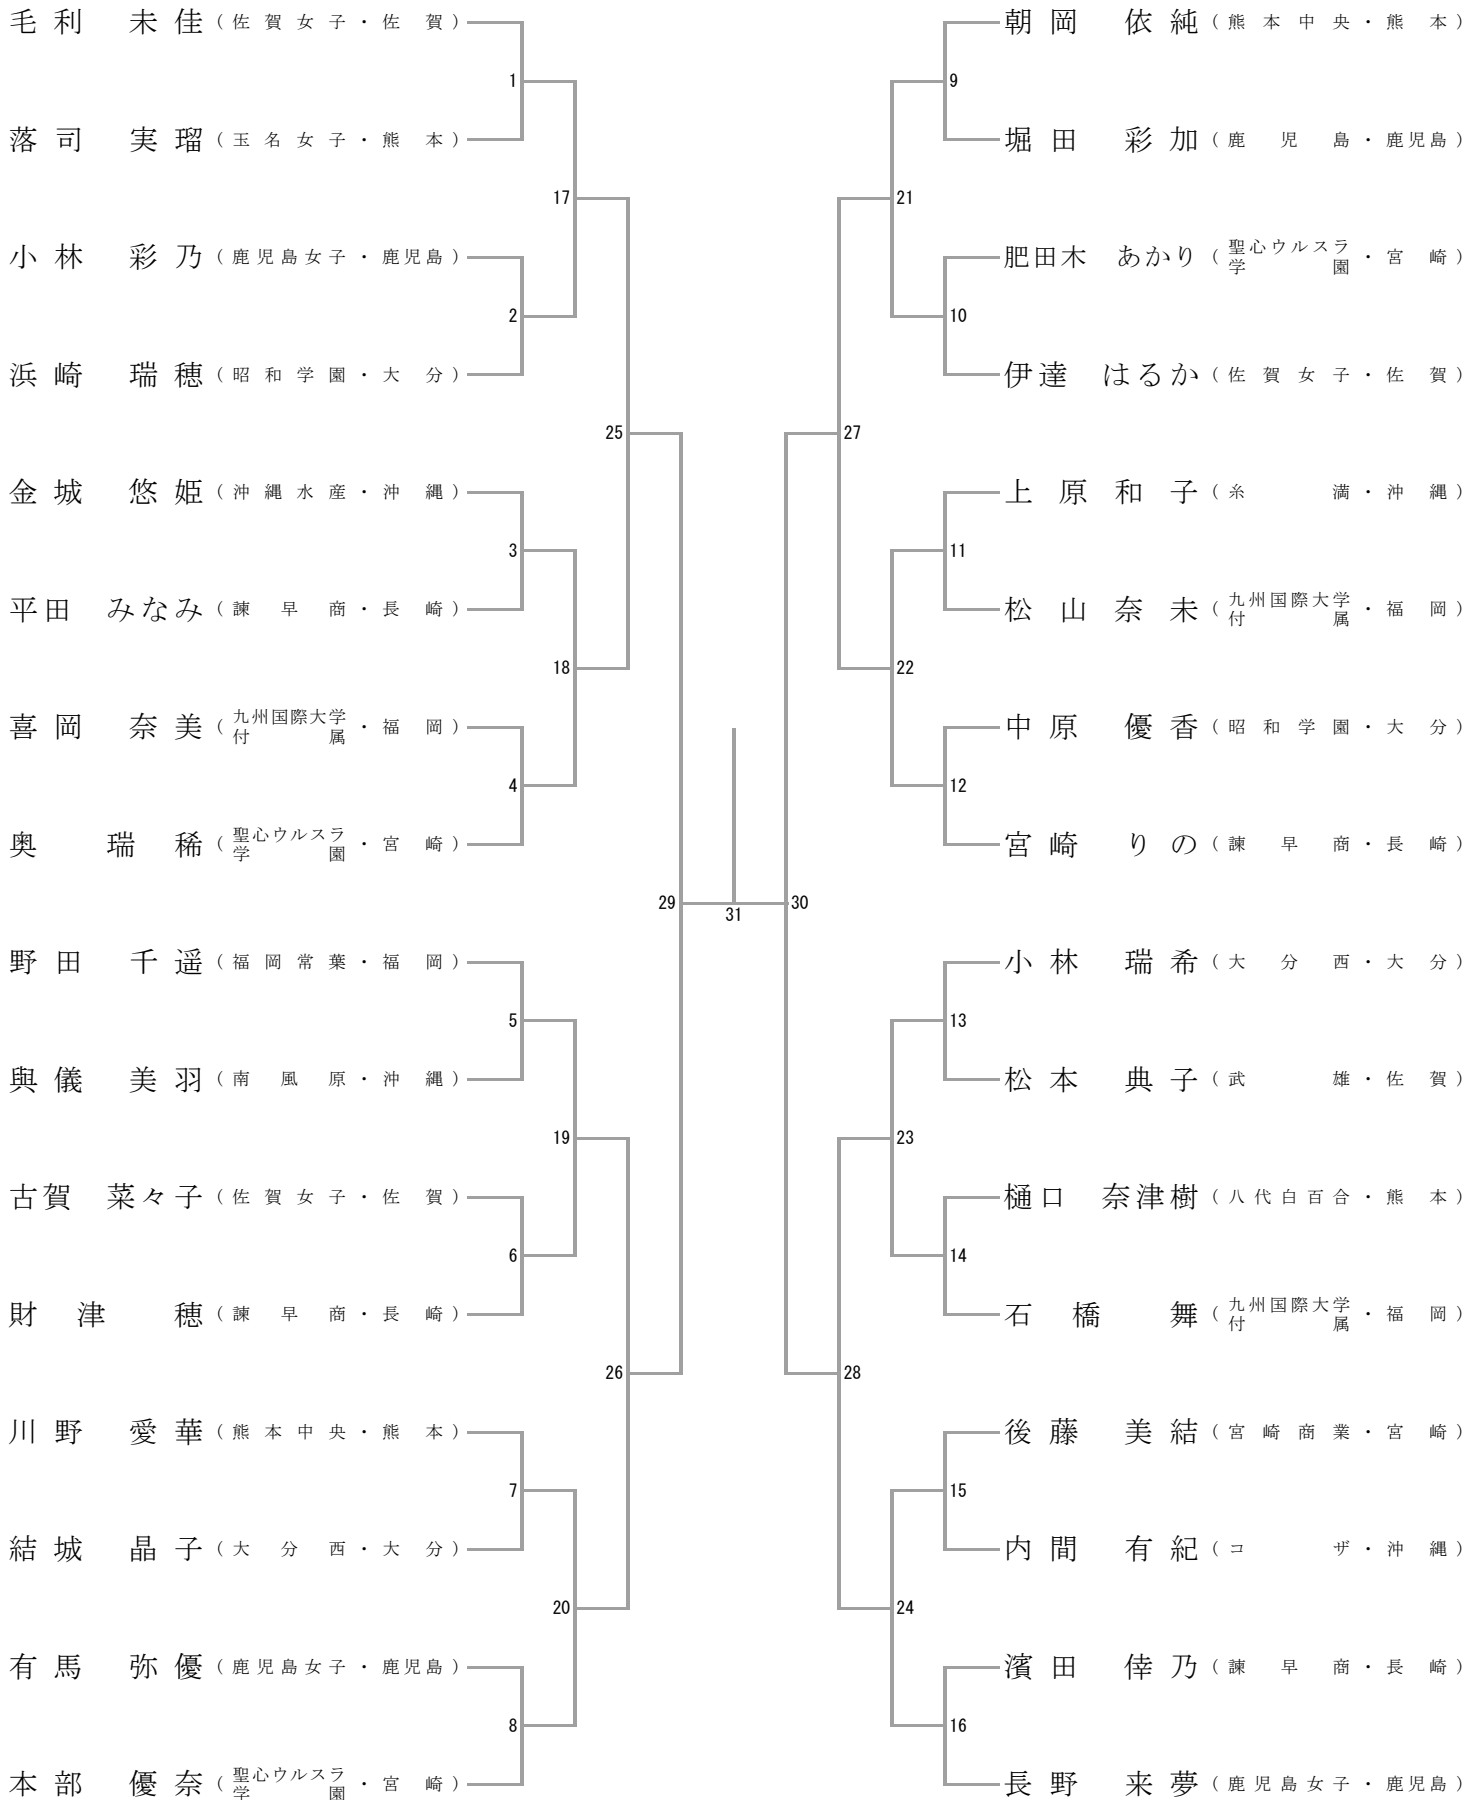 毛利 未佳 （佐賀女子・佐賀）
1
落司 実瑠 （玉名女子・熊本）
17
小林 彩乃 （鹿児島女子・鹿児島）
2
浜崎 瑞穂 （昭和学園・大分）
25
金城 悠姫 （沖縄水産・沖縄）
3
平田 みなみ （諫早商・長崎）
18
喜岡 奈美 （九州国際大学付属・福岡）
4
奥 瑞稀 （聖心ウルスラ学園・宮崎）
29
野田 千遥 （福岡常葉・福岡）
5
與儀 美羽 （南風原・沖縄）
19
古賀 菜々子 （佐賀女子・佐賀）
6
財津 穂 （諫早商・長崎）
26
川野 愛華 （熊本中央・熊本）
7
結城 晶子 （大分西・大分）
20
有馬 弥優 （鹿児島女子・鹿児島）
8
本部 優奈 （聖心ウルスラ学園・宮崎）
31
朝岡 依純 （熊本中央・熊本）
9
堀田 彩加 （鹿児島・鹿児島）
21
肥田木 あかり （聖心ウルスラ学園・宮崎）
10
伊達 はるか （佐賀女子・佐賀）
27
上原和子 （糸満・沖縄）
11
松山奈未 （九州国際大学付属・福岡）
22
中原 優香 （昭和学園・大分）
12
宮崎 りの （諫早商・長崎）
30
小林 瑞希 （大分西・大分）
13
松本 典子 （武雄・佐賀）
23
樋口 奈津樹 （八代白百合・熊本）
14
石橋 舞 （九州国際大学付属・福岡）
28
後藤 美結 （宮崎商業・宮崎）
15
内間 有紀 （コザ・沖縄）
24
濱田 倖乃 （諫早商・長崎）
16
長野 来夢 （鹿児島女子・鹿児島）